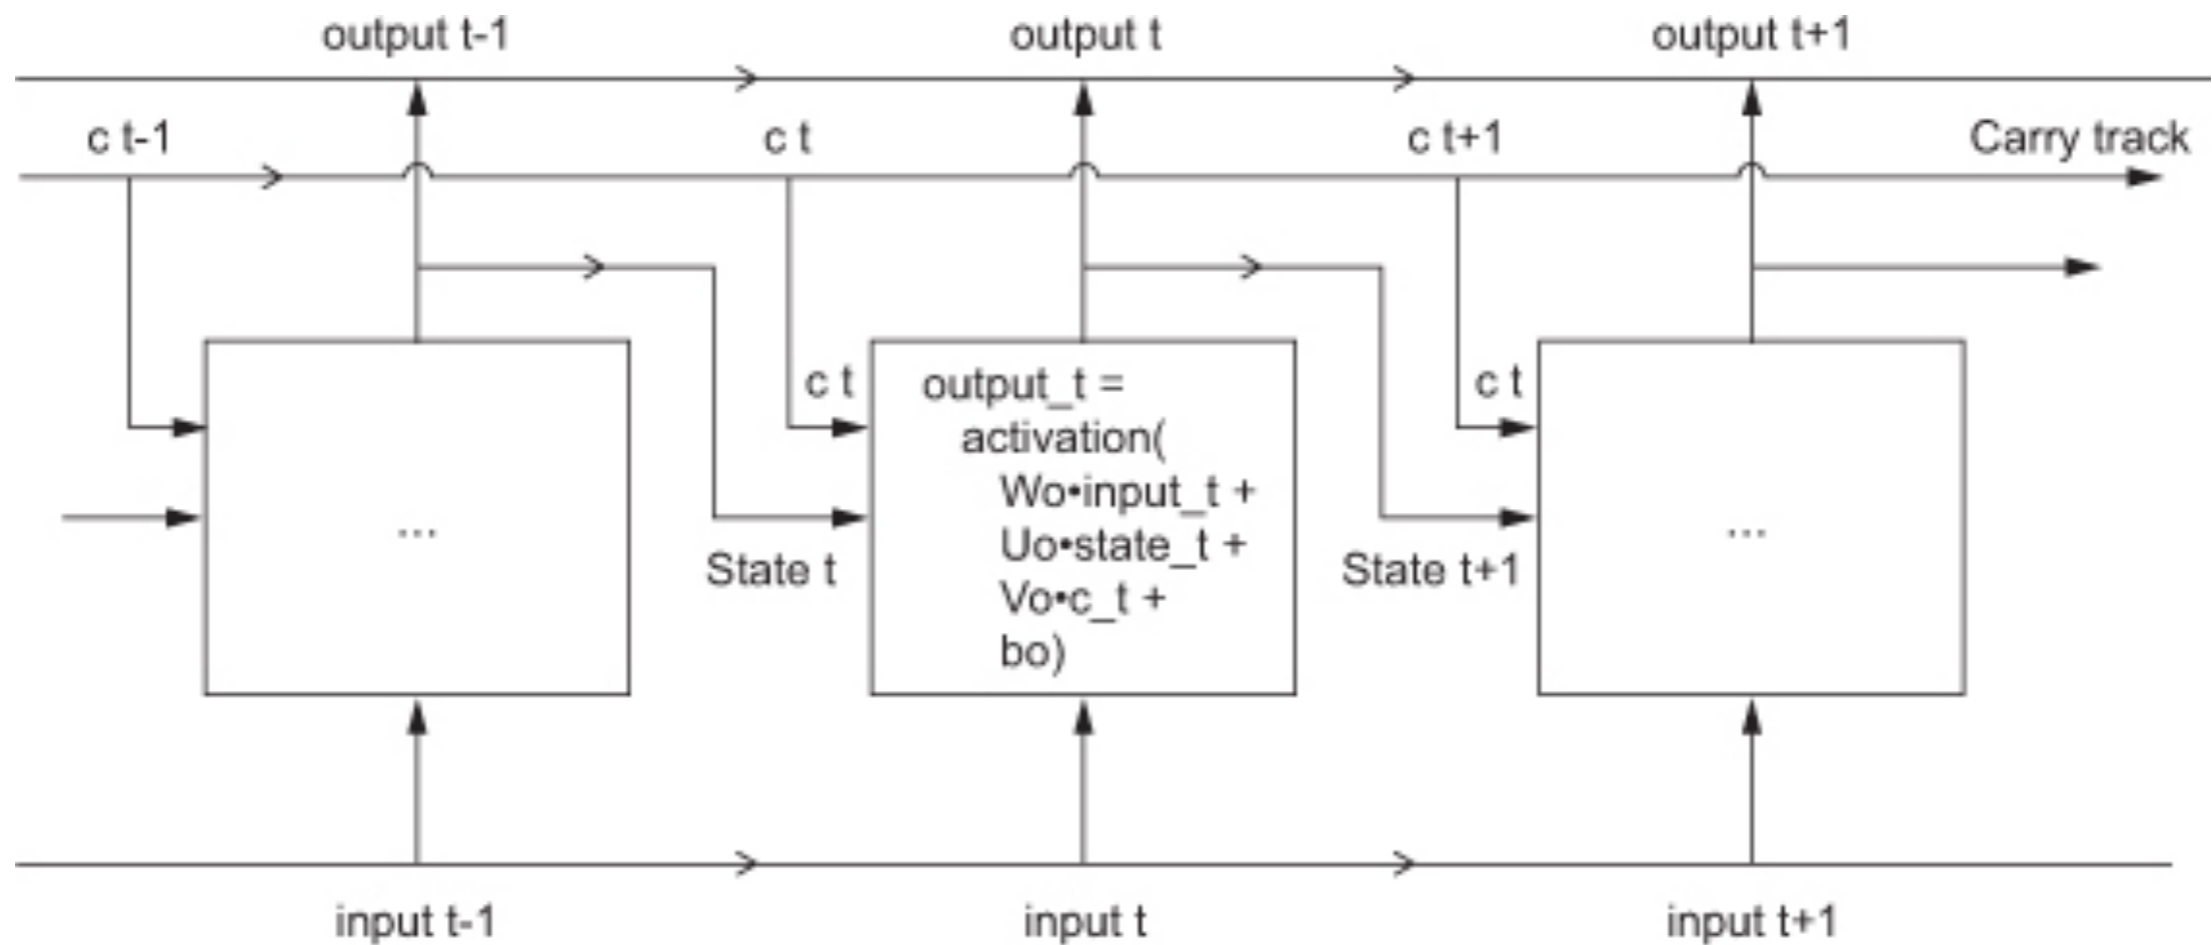 output t-1
output t
output t+1
c t-1
c t
c t+1
Carry track
c t
output_t =
activation(
Wo•input_t +
Uo•state_t +
Vo•c_t +
bo)
c t
...
...
State t
State t+1
input t-1
input t
input t+1